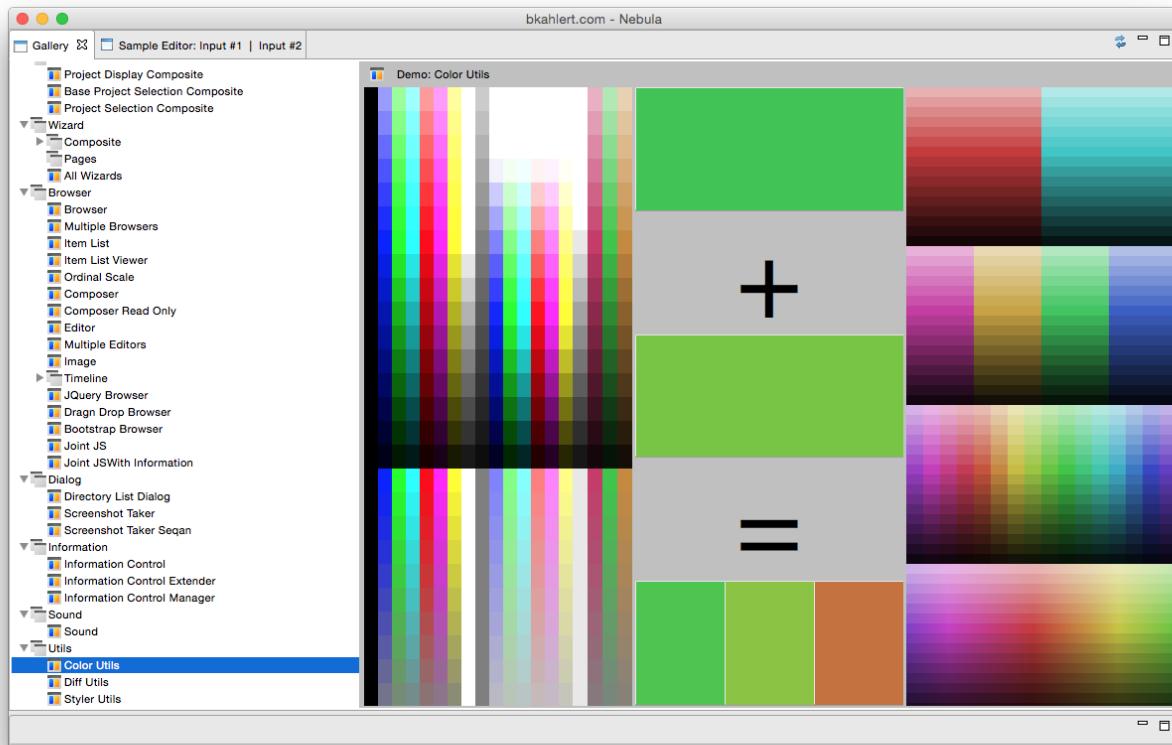 bkahlert.com - Nebula
Gallery
Sample Editor: Input #1 | Input #2
Project Display Composite
Base Project Selection Composite
Project Selection Composite
Wizard
Composite
Pages
All Wizards
Browser
Browser
Multiple Browsers
Item List
Item List Viewer
Ordinal Scale
Composer
Composer Read Only
Editor
Multiple Editors
Image
Timeline
JQuery Browser
Dragn Drop Browser
Bootstrap Browser
Joint JS
Joint JSWith Information
Dialog
Directory List Dialog
Screenshot Taker
Screenshot Taker Seqan
Information
Information Control
Information Control Extender
Information Control Manager
Sound
Sound
Utils
Color Utils
Diff Utils
Styler Utils
Demo: Color Utils
+
=